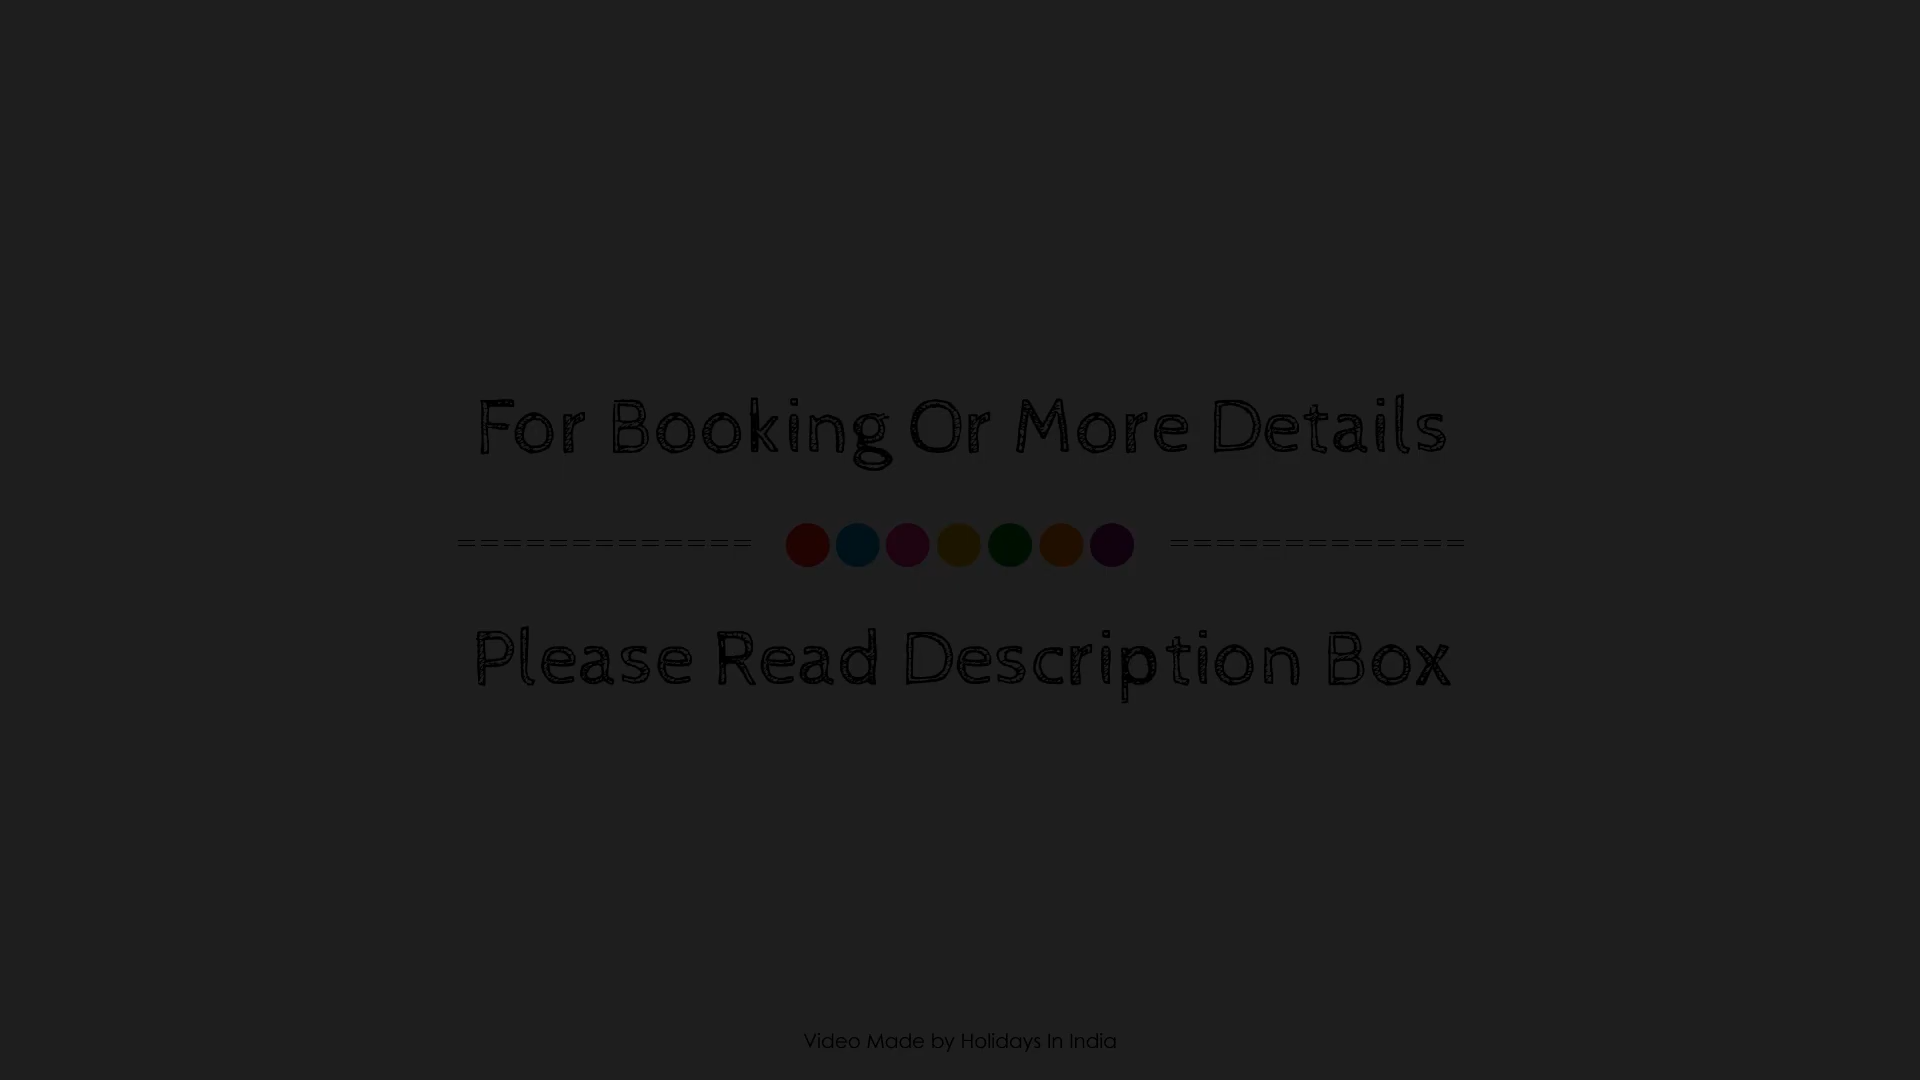 For Booking Or More Details
============= =============
Please Read Description Box
Video Made by Holidays In India